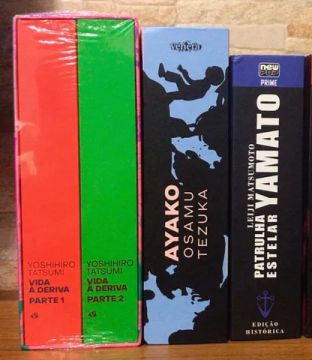 YOSHIHIRO
TATSUMI
VIDA
À DERIVA
PARTE 1
YOSHIHIRO
TATSUMI
VIDA
À DERIVA
PARTE 2
veneta
AYAKO
OSAMU
TEZUKA
NEW
POP
PRIME
LEIJI MATSUMOTO
PATRULHA
ESTELAR
YAMATO
EDIÇÃO
HISTÓRICA